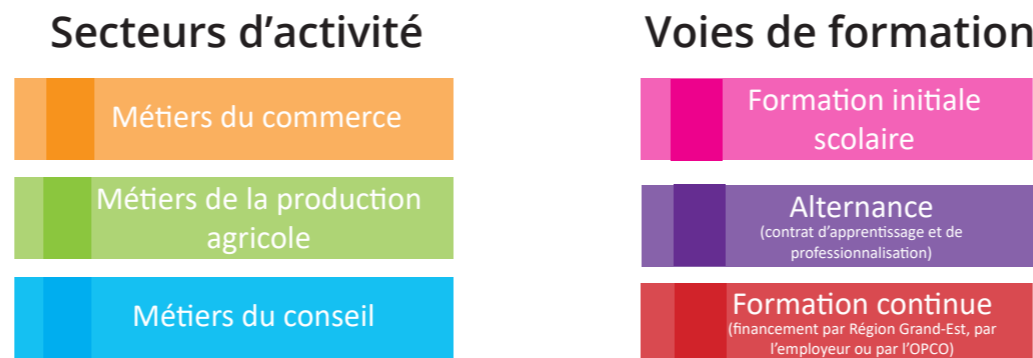 Secteurs d’activité
Métiers du commerce
Métiers de la production
agricole
Métiers du conseil
Voies de formation
Formation initiale
scolaire
Alternance
(contrat d’apprentissage et de
professionnalisation)
Formation continue
(financement par Région Grand-Est, par
l’employeur ou par l’OPCO)